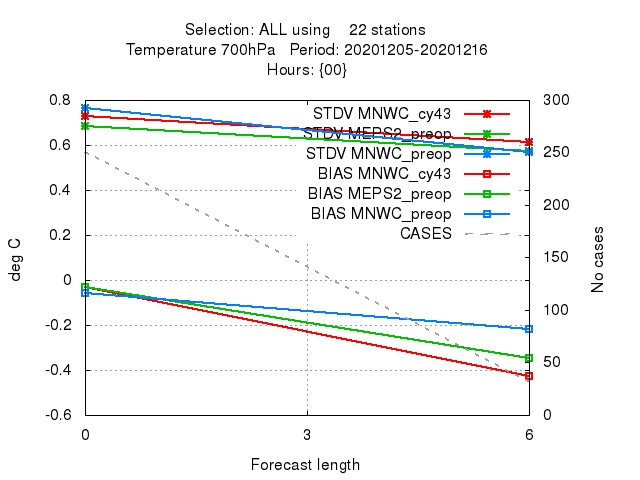 Selection: ALL using 22 stations
Temperature 700hPa Period: 20201205-20201216
Hours: {00}
0.8
0.6
0.4
0.2
0
-0.2
-0.4
-0.6
deg C
STDV MNWC_cy43
STDV MEPS2_preop
STDV MNWC_preop
BIAS MNWC_cy43
BIAS MEPS2_preop
BIAS MNWC_preop
CASES
300
250
200
150
100
50
0
No cases
0 3 6
Forecast length